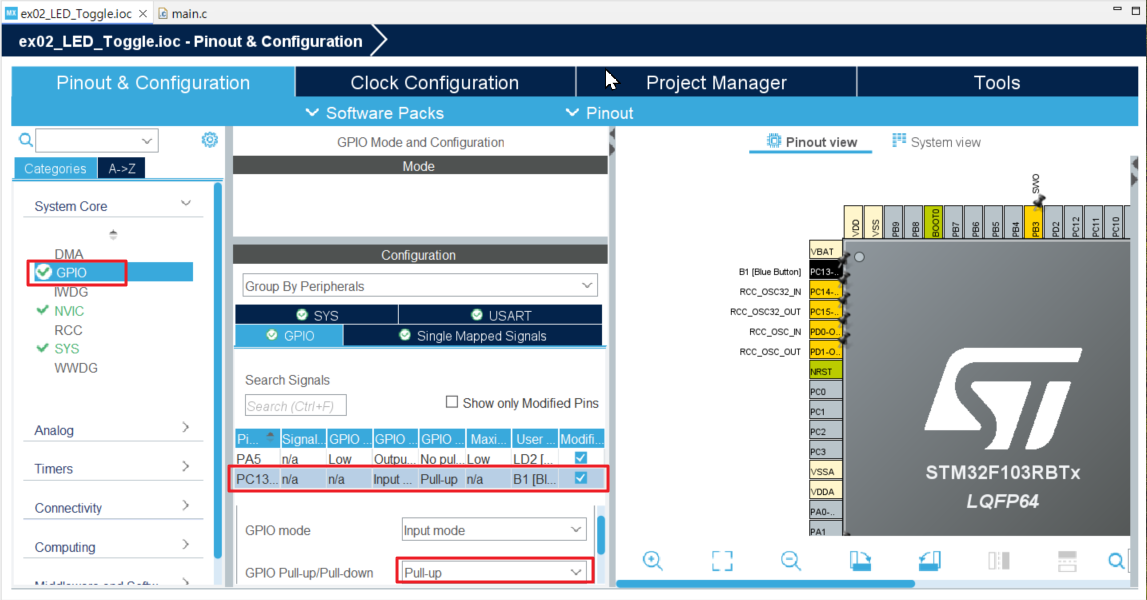 ex02_LED_Toggle.ioc
main.c
ex02_LED_Toggle.ioc - Pinout & Configuration
Pinout & Configuration
Clock Configuration
Project Manager
Tools
Software Packs
Pinout
Categories
A->Z
System Core
DMA
GPIO
IWDG
NVIC
RCC
SYS
WWDG
Analog
Timers
Connectivity
Computing
GPIO Mode and Configuration
Mode
Configuration
Group By Peripherals
SYS
USART
GPIO
Single Mapped Signals
Search Signals
Search (Ctrl+F)
Show only Modified Pins
Pi... Signal... GPIO ... GPIO ... GPIO ... Maxi... User ... Modifi...
PA5 n/a Low Outpu... No pul... Low LD2 [...
PC13... n/a n/a Input ... Pull-up n/a B1 [Bl...
GPIO mode
Input mode
GPIO Pull-up/Pull-down
Pull-up
Pinout view
System view
SWO
VDD
VSS
PB9
PB8
BOOT0
PB7
PB6
PB5
PB4
PB3
PD2
PC12
PC11
PC10
VBAT
B1 [Blue Button] PC13-..
RCC_OSC32_IN PC14-..
RCC_OSC32_OUT PC15-..
RCC_OSC_IN PD0-O..
RCC_OSC_OUT PD1-O..
NRST
PC0
PC1
PC2
PC3
VSSA
VDDA
PA0-..
PA1
STM32F103RBTx
LQFP64